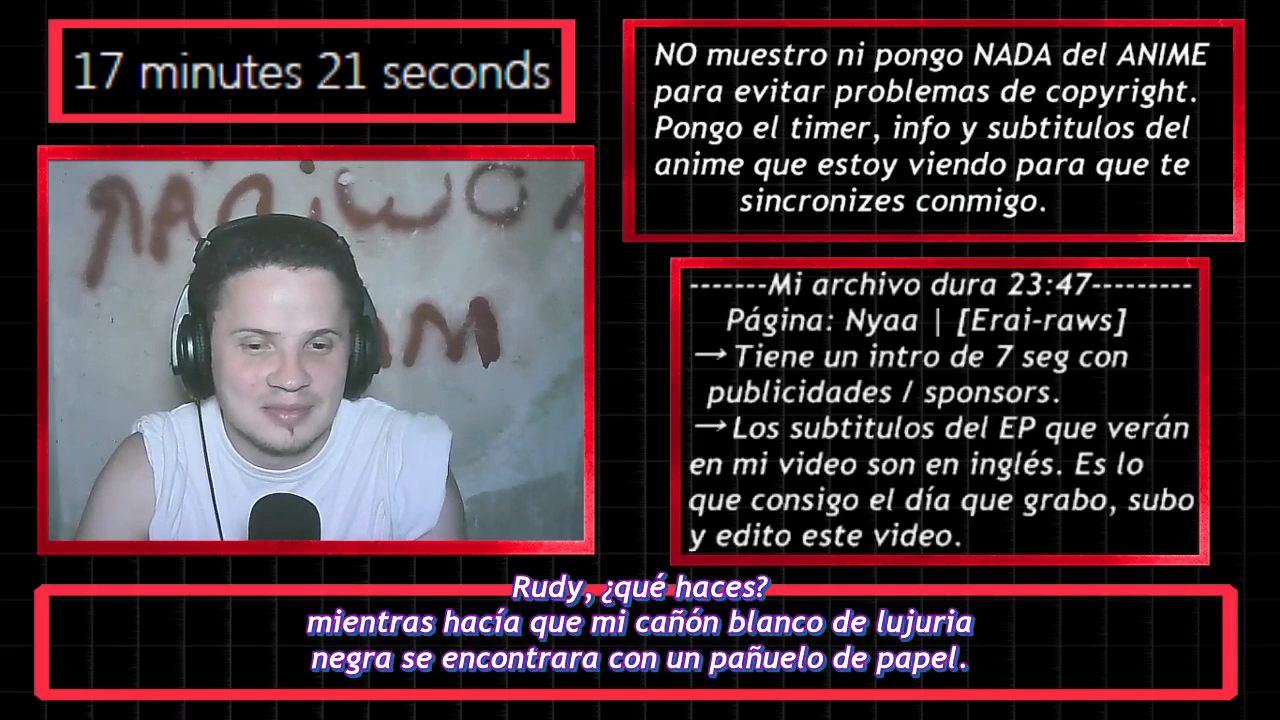 17 minutes 21 seconds
NO muestro ni pongo NADA del ANIME
para evitar problemas de copyright.
Pongo el timer, info y subtitulos del
anime que estoy viendo para que te
sincronizes conmigo.
-------Mi archivo dura 23:47---------
Página: Nyaa | [Erai-raws]
→ Tiene un intro de 7 seg con
publicidades / sponsors.
→ Los subtitulos del EP que verán
en mi video son en inglés. Es lo
que consigo el día que grabo, subo
y edito este video.
Rudy, ¿qué haces?
mientras hacía que mi cañón blanco de lujuria
negra se encontrara con un pañuelo de papel.